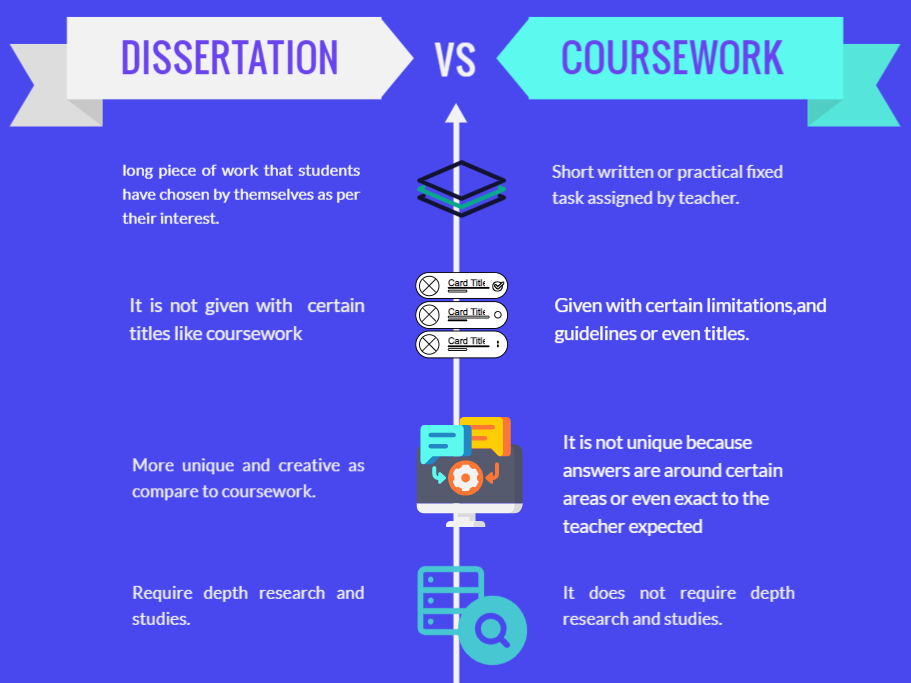 DISSERTATION VS COURSEWORK
long piece of work that students
have chosen by themselves as per
their interest.
Short written or practical fixed
task assigned by teacher.
It is not given with certain
titles like coursework
Card Title
Card Title
Card Title
Given with certain limitations,and
guidelines or even titles.
More unique and creative as
compare to coursework.
It is not unique because
answers are around certain
areas or even exact to the
teacher expected
Require depth research and
studies.
It does not require depth
research and studies.